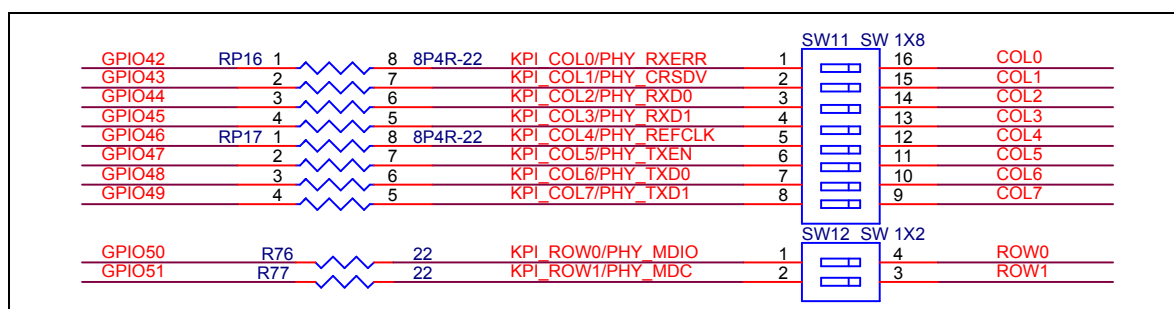 SW11 SW 1X8
GPIO42 RP16 1 8 8P4R-22 KPI_COL0/PHY_RXERR 1 16 COL0
GPIO43 2 7 KPI_COL1/PHY_CRSDV 2 15 COL1
GPIO44 3 6 KPI_COL2/PHY_RXD0 3 14 COL2
GPIO45 4 5 KPI_COL3/PHY_RXD1 4 13 COL3
GPIO46 RP17 1 8 8P4R-22 KPI_COL4/PHY_REFCLK 5 12 COL4
GPIO47 2 7 KPI_COL5/PHY_TXEN 6 11 COL5
GPIO48 3 6 KPI_COL6/PHY_TXD0 7 10 COL6
GPIO49 4 5 KPI_COL7/PHY_TXD1 8 9 COL7
SW12 SW 1X2
GPIO50 R76 22 KPI_ROW0/PHY_MDIO 1 4 ROW0
GPIO51 R77 22 KPI_ROW1/PHY_MDC 2 3 ROW1